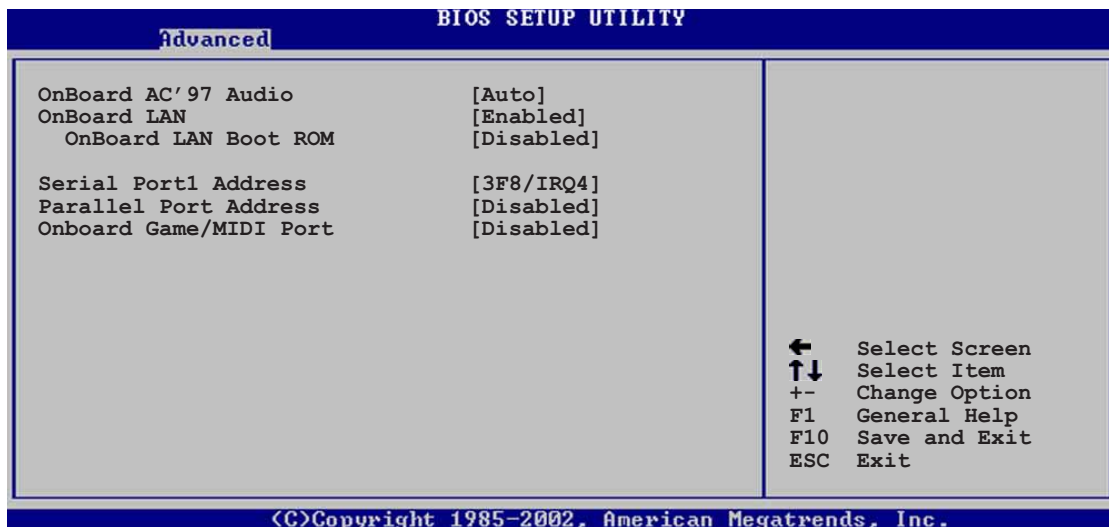 BIOS SETUP UTILITY
Advanced
OnBoard AC'97 Audio [Auto]
OnBoard LAN [Enabled]
OnBoard LAN Boot ROM [Disabled]
Serial Port1 Address [3F8/IRQ4]
Parallel Port Address [Disabled]
Onboard Game/MIDI Port [Disabled]
← Select Screen
↑↓ Select Item
+- Change Option
F1 General Help
F10 Save and Exit
ESC Exit
(C)Copyright 1985-2002, American Megatrends, Inc.